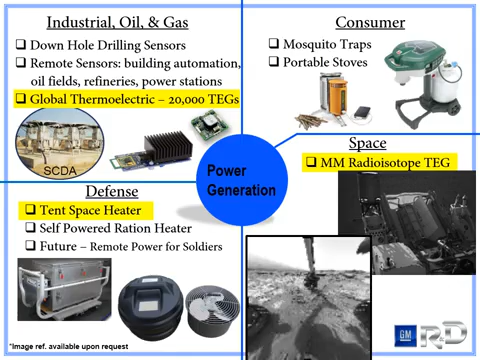 Industrial, Oil, & Gas
❑ Down Hole Drilling Sensors
❑ Remote Sensors: building automation,
oil fields, refineries, power stations
❑ Global Thermoelectric – 20,000 TEGs
SCDA
Consumer
❑ Mosquito Traps
❑ Portable Stoves
Power
Generation
Space
❑ MM Radioisotope TEG
Defense
❑ Tent Space Heater
❑ Self Powered Ration Heater
❑ Future – Remote Power for Soldiers
*Image ref. available upon request
GM
R&D